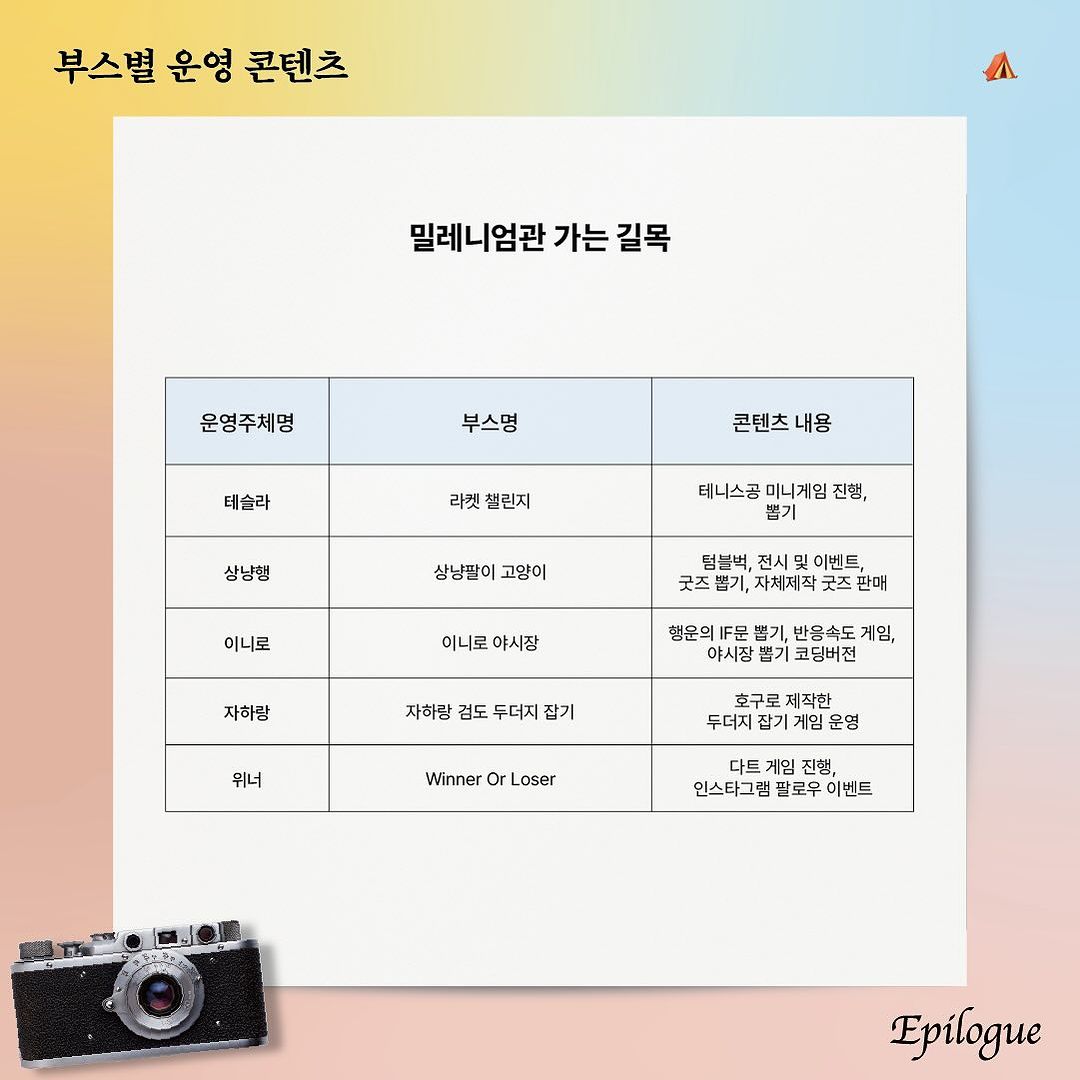 부스별 운영 콘텐츠
밀레니엄관 가는 길목
운영주체명 부스명 콘텐츠 내용
테슬라 라켓 챌린지 테니스공 미니게임 진행,
뽑기
상냥행 상냥팔이 고양이 텀블벅, 전시 및 이벤트,
굿즈 뽑기, 자체제작 굿즈 판매
이니로 이니로 야시장 행운의 IF문 뽑기, 반응속도 게임,
야시장 뽑기 코딩버전
자하랑 자하랑 검도 두더지 잡기 호구로 제작한
두더지 잡기 게임 운영
위너 Winner Or Loser 다트 게임 진행,
인스타그램 팔로우 이벤트
Epilogue